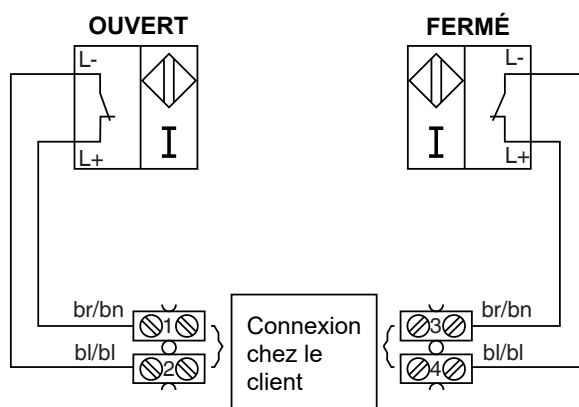 OUVERT
FERMÉ
L-
L-
I
I
L+
L+
br/bn
1
Connexion
chez le
client
3
br/bn
bl/bl
2
4
bl/bl